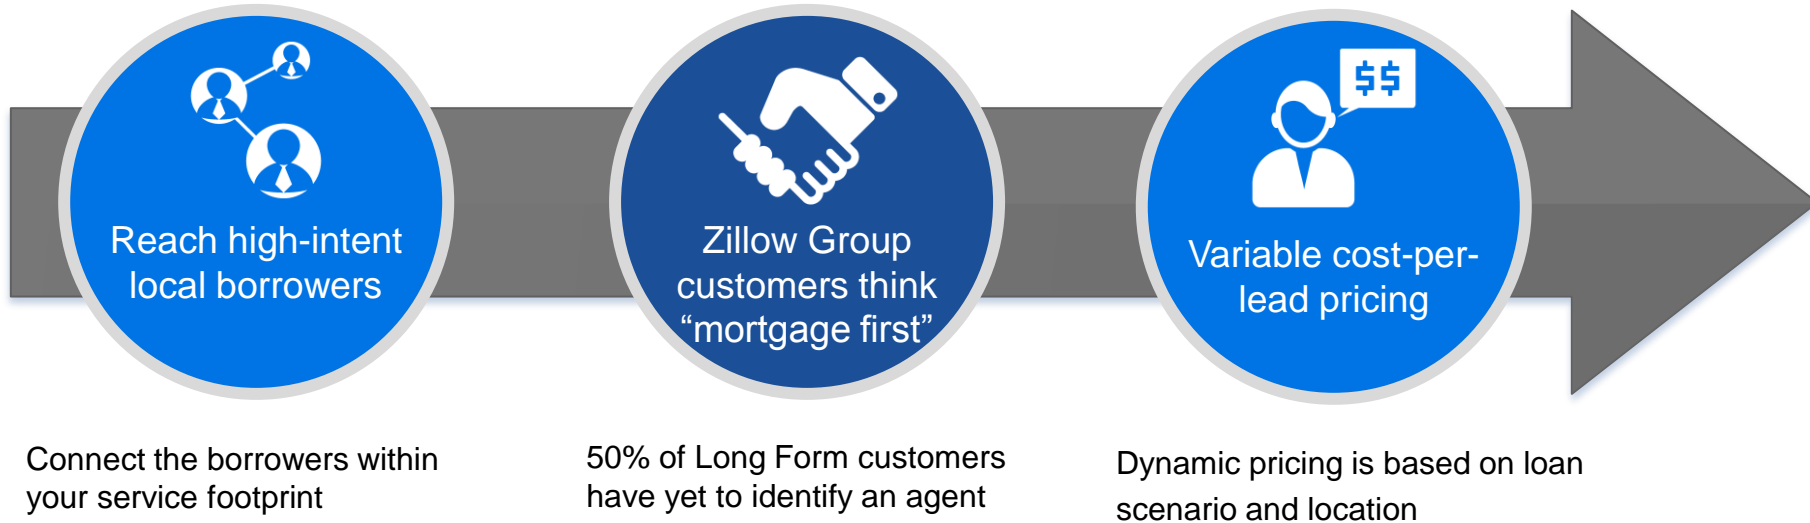 $$
Reach high-intent
local borrowers
Zillow Group
customers think
“mortgage first”
Variable cost-per-
lead pricing
Connect the borrowers within
your service footprint
50% of Long Form customers
have yet to identify an agent
Dynamic pricing is based on loan
scenario and location